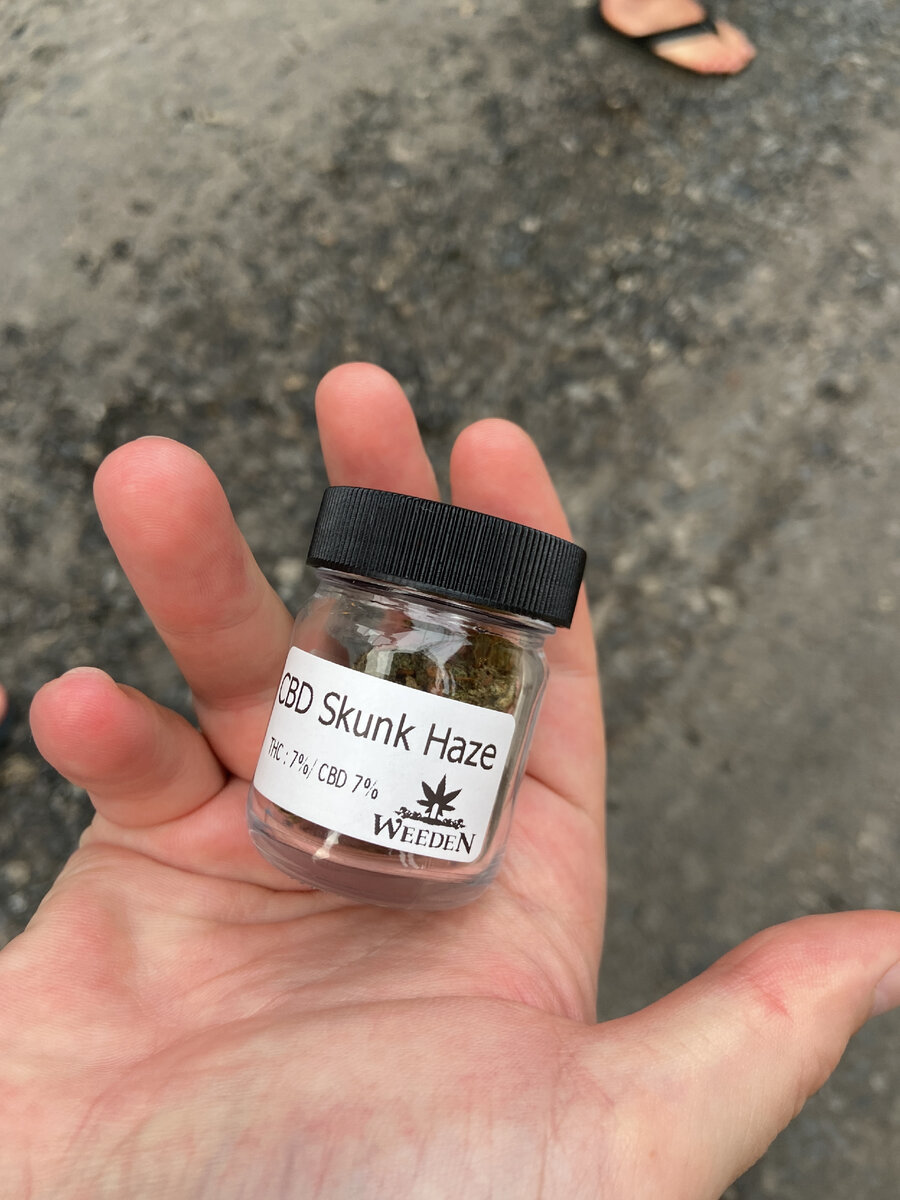 CBD Skunk Haze
THC : 7%/ CBD 7%
WEEDEN